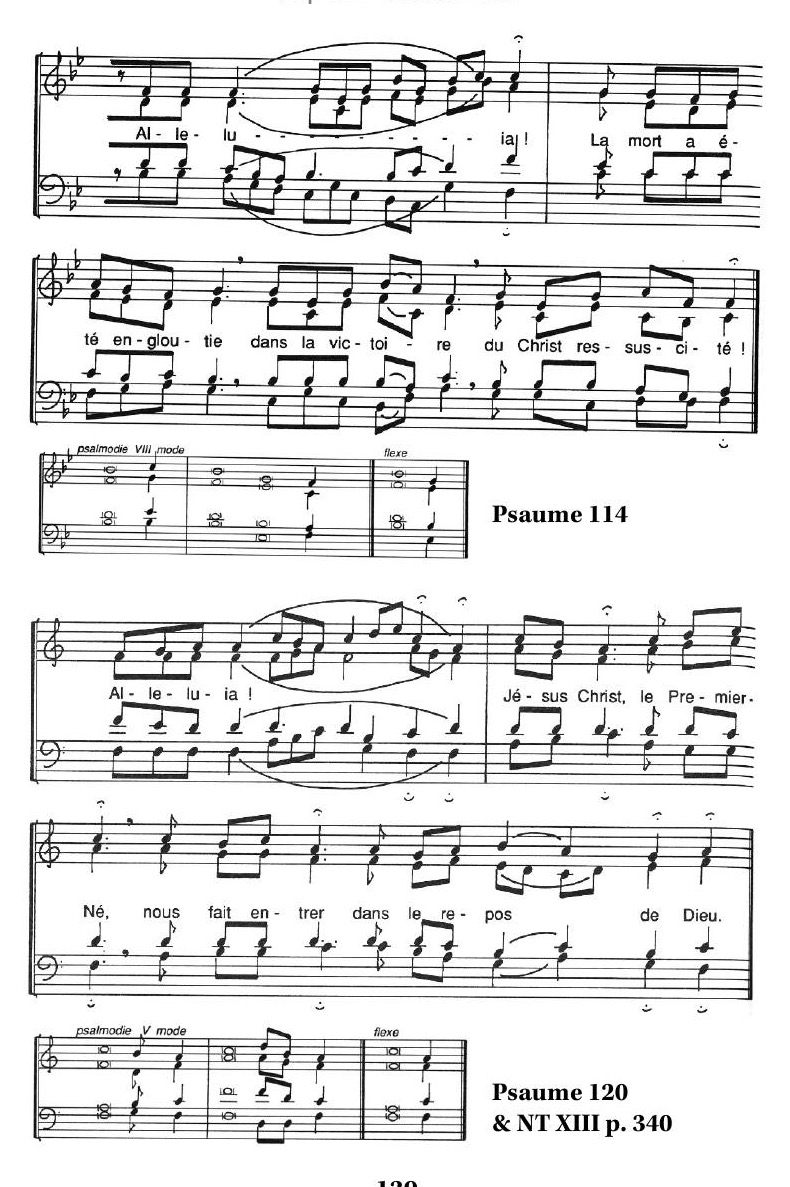 Al- le- lu - - - - - - - - - - - - - ia! La mort a é-
té en-glou- tie dans la vic- toi - re du Christ res- sus- ci- té !
psalmodie VIII mode flexe
Psaume 114
Al- le- lu- ia ! Jé- sus Christ, le Pre- mier-
Né, nous fait en- trer dans le re- pos de Dieu.
psalmodie V mode flexe
Psaume 120
& NT XIII p. 340